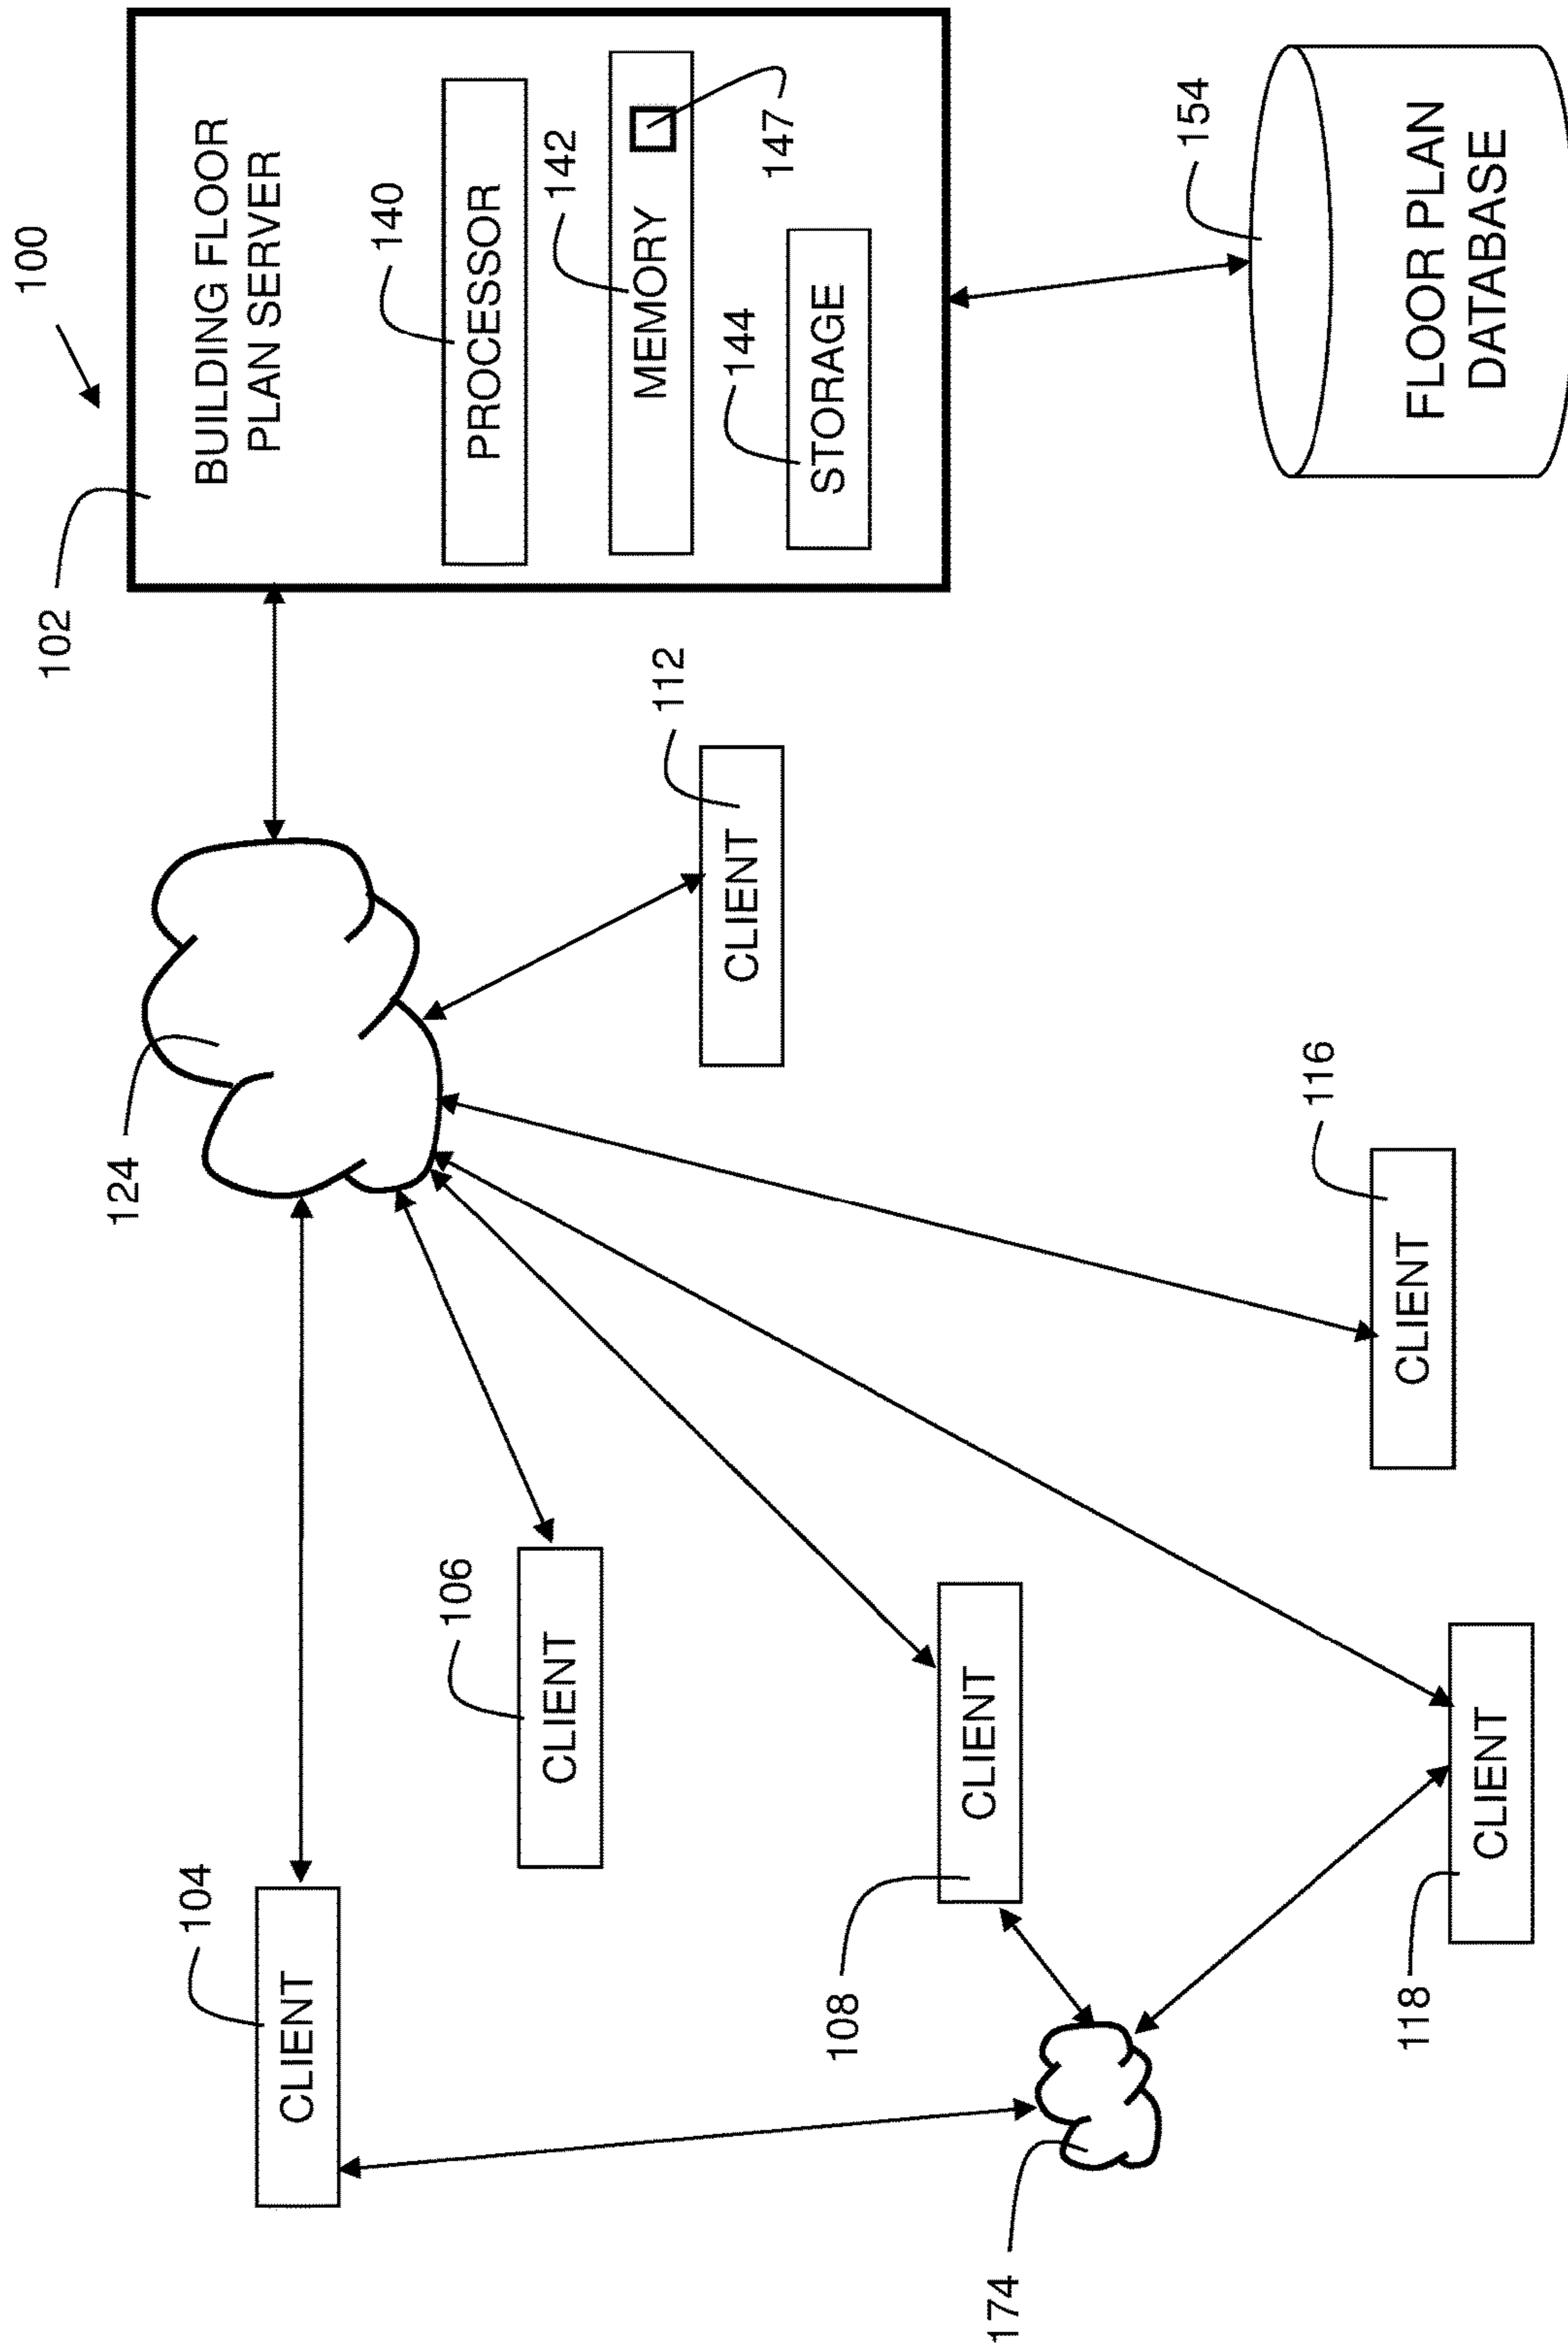 100
102
BUILDING FLOOR
PLAN SERVER
140
PROCESSOR
142
MEMORY
147
144
STORAGE
154
FLOOR PLAN
DATABASE
124
112
CLIENT
116
CLIENT
104
CLIENT
106
CLIENT
108
CLIENT
118
CLIENT
174